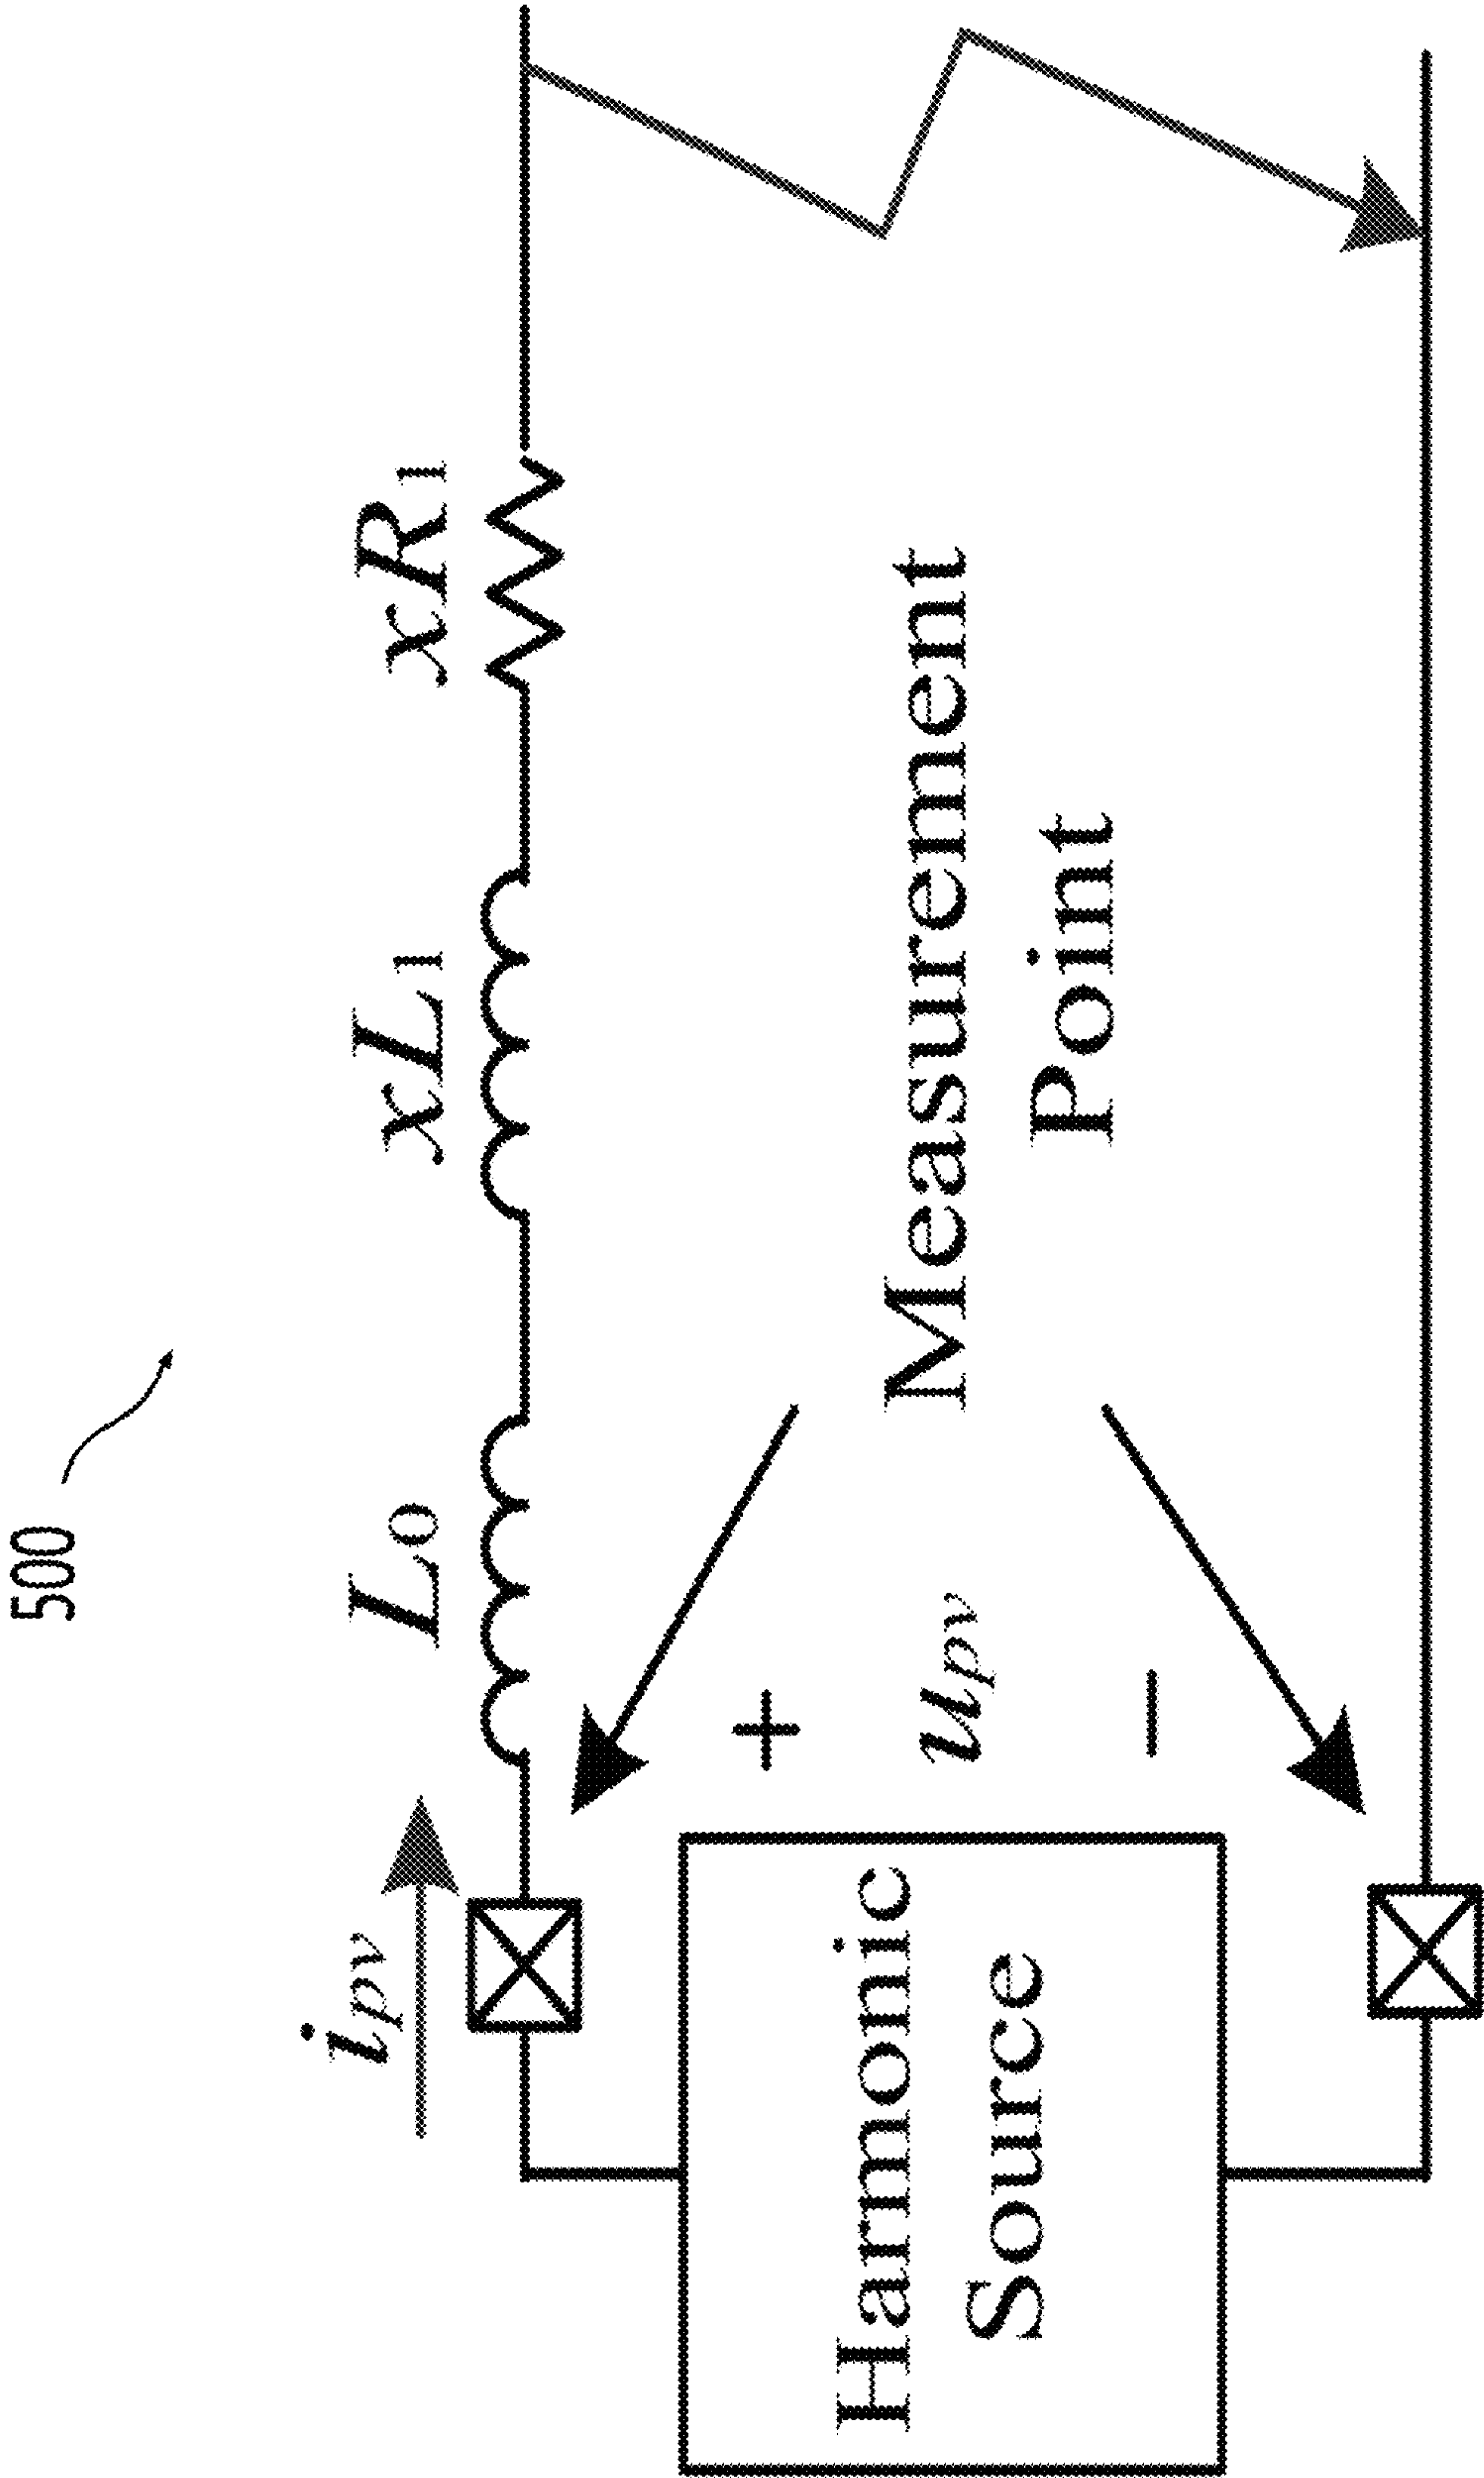 500
ipv
L0
xL1
xR1
+
upv
−
Measurement
Point
Harmonic
Source